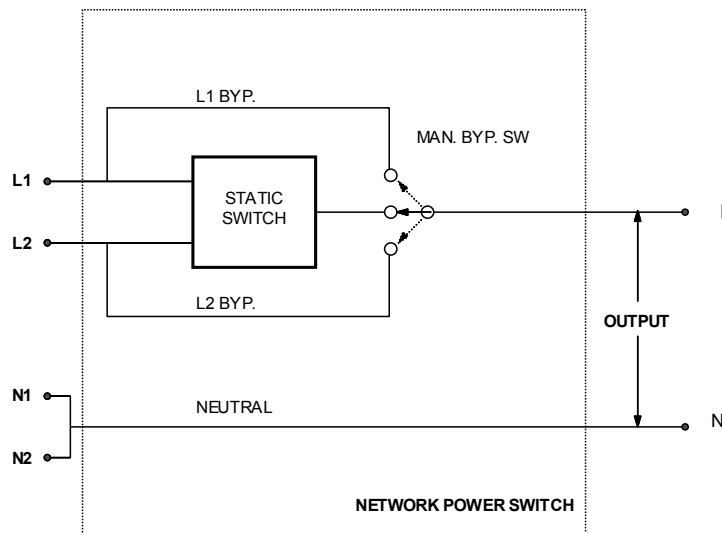 L1 BYP.
MAN. BYP. SW
L1
STATIC
SWITCH
L2
L2 BYP.
OUTPUT
N1
NEUTRAL
N
N2
NETWORK POWER SWITCH